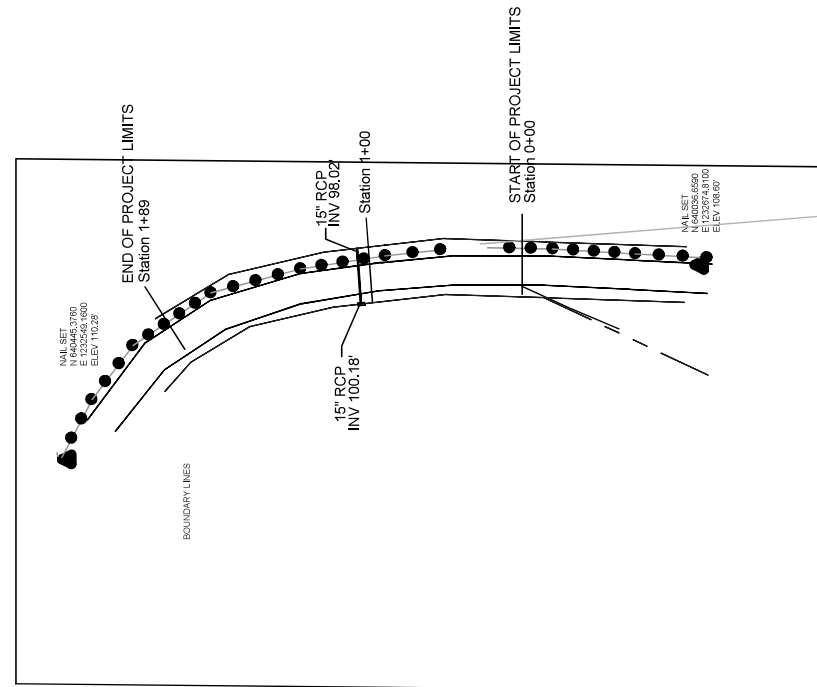 NAIL SET
N 640445.3760
E 1232549.1600
ELEV 110.28'
END OF PROJECT LIMITS
Station 1+89
15" RCP
INV 98.02'
Station 1+00
START OF PROJECT LIMITS
Station 0+00
NAIL SET
N 640036.6590
E 1232674.8100
ELEV 108.60'
15" RCP
INV 100.18'
BOUNDARY LINES